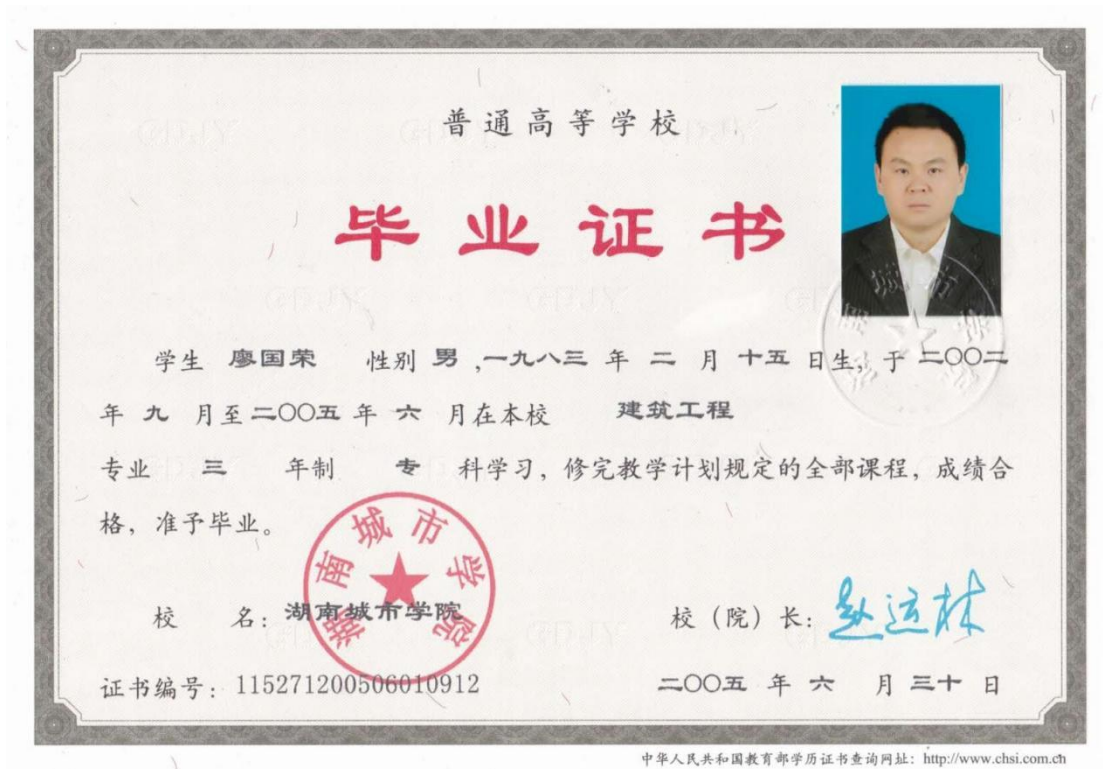 普通高等学校
毕业证书
学生 廖国荣 性别 男 ,一九八三 年 二 月 十五 日生, 于 二〇〇二
年 九 月至 二〇〇五 年 六 月在本校 建筑工程
专业 三 年制 专 科学习, 修完教学计划规定的全部课程, 成绩合
格, 准予毕业。
湖南城市学院
校 名: 湖南城市学院
校（院）长: 赵运林
证书编号: 115271200506010912
二〇〇五 年 六 月 三十 日
中华人民共和国教育部学历证书查询网址: http://www.chsi.com.cn